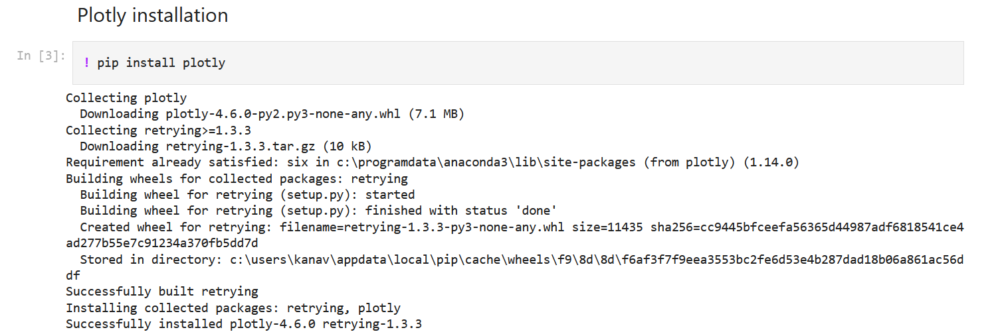 Plotly installation
In [3]:
! pip install plotly
Collecting plotly
  Downloading plotly-4.6.0-py2.py3-none-any.whl (7.1 MB)
Collecting retrying>=1.3.3
  Downloading retrying-1.3.3.tar.gz (10 kB)
Requirement already satisfied: six in c:\programdata\anaconda3\lib\site-packages (from plotly) (1.14.0)
Building wheels for collected packages: retrying
  Building wheel for retrying (setup.py): started
  Building wheel for retrying (setup.py): finished with status 'done'
  Created wheel for retrying: filename=retrying-1.3.3-py3-none-any.whl size=11435 sha256=cc9445bfceefa56365d44987adf6818541ce4
ad277b55e7c91234a370fb5dd7d
  Stored in directory: c:\users\kanav\appdata\local\pip\cache\wheels\f9\8d\8d\f6af3f7f9eea3553bc2fe6d53e4b287dad18b06a861ac56d
df
Successfully built retrying
Installing collected packages: retrying, plotly
Successfully installed plotly-4.6.0 retrying-1.3.3